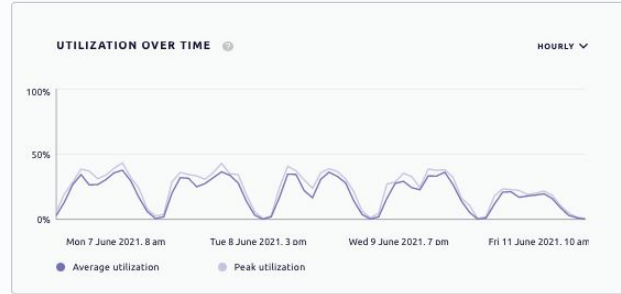 UTILIZATION OVER TIME ?
HOURLY
100%
50%
0%
Mon 7 June 2021, 8 am
Tue 8 June 2021, 3 pm
Wed 9 June 2021, 7 pm
Fri 11 June 2021, 10 am
Average utilization
Peak utilization